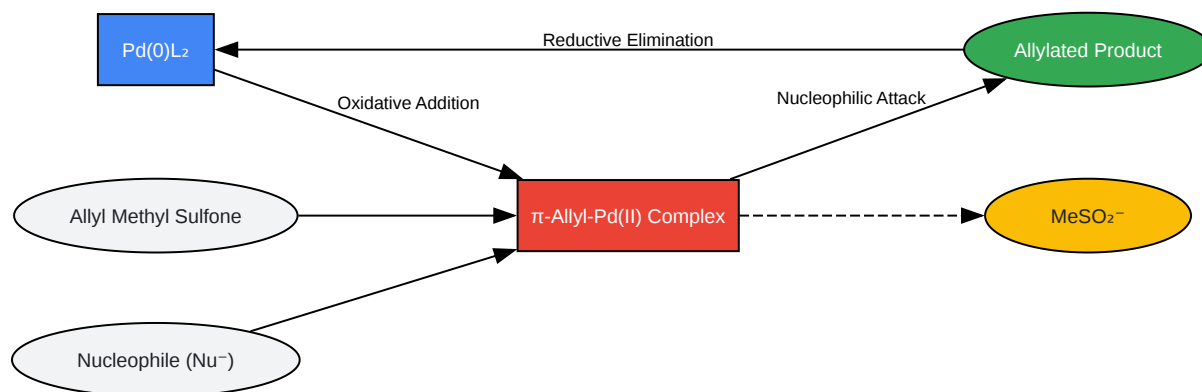 Pd(0)L₂
Reductive Elimination
Allylated Product
Oxidative Addition
Nucleophilic Attack
Allyl Methyl Sulfone
π-Allyl-Pd(II) Complex
MeSO₂⁻
Nucleophile (Nu⁻)